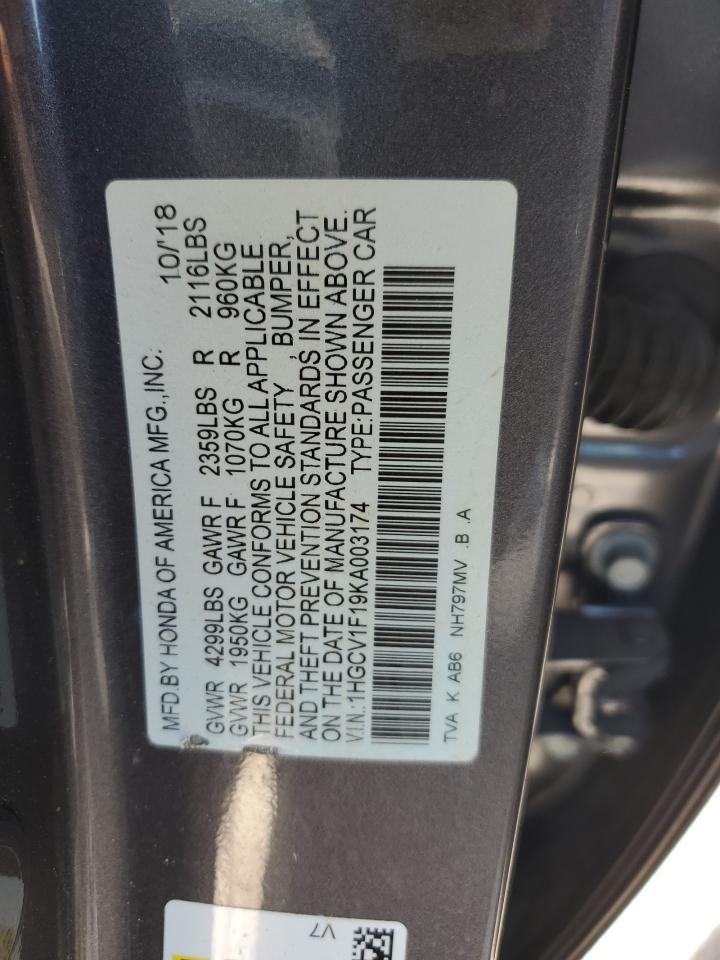 MFD.BY HONDA OF AMERICA MFG.,INC. 10/'18
GVWR 4299LBS GAWR F 2359LBS R 2116LBS
GVWR 1950KG GAWR F 1070KG R 960KG
THIS VEHICLE CONFORMS TO ALL APPLICABLE
FEDERAL MOTOR VEHICLE SAFETY , BUMPER,
AND THEFT PREVENTION STANDARDS IN EFFECT
ON THE DATE OF MANUFACTURE SHOWN ABOVE.
V.I.N.:1HGCV1F19KA003174 TYPE:PASSENGER CAR
TVA K AB6 NH797MV .B .A
V7